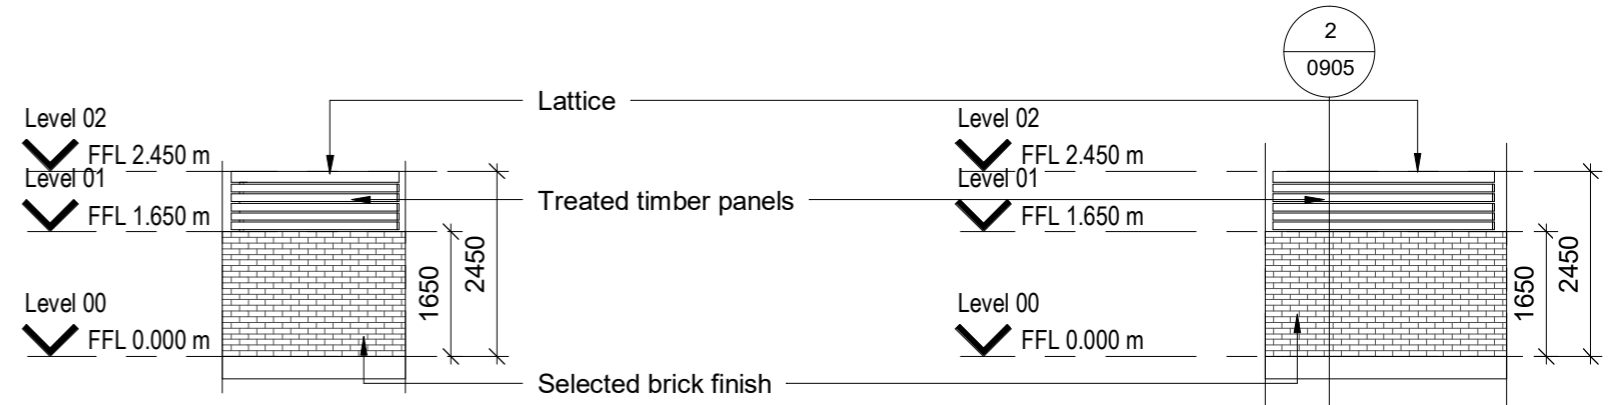 2
0905
Lattice
Level 02
FFL 2.450 m
Level 01
FFL 1.650 m
Level 00
FFL 0.000 m
1650
2450
Treated timber panels
Selected brick finish
Level 02
FFL 2.450 m
Level 01
FFL 1.650 m
Level 00
FFL 0.000 m
1650
2450